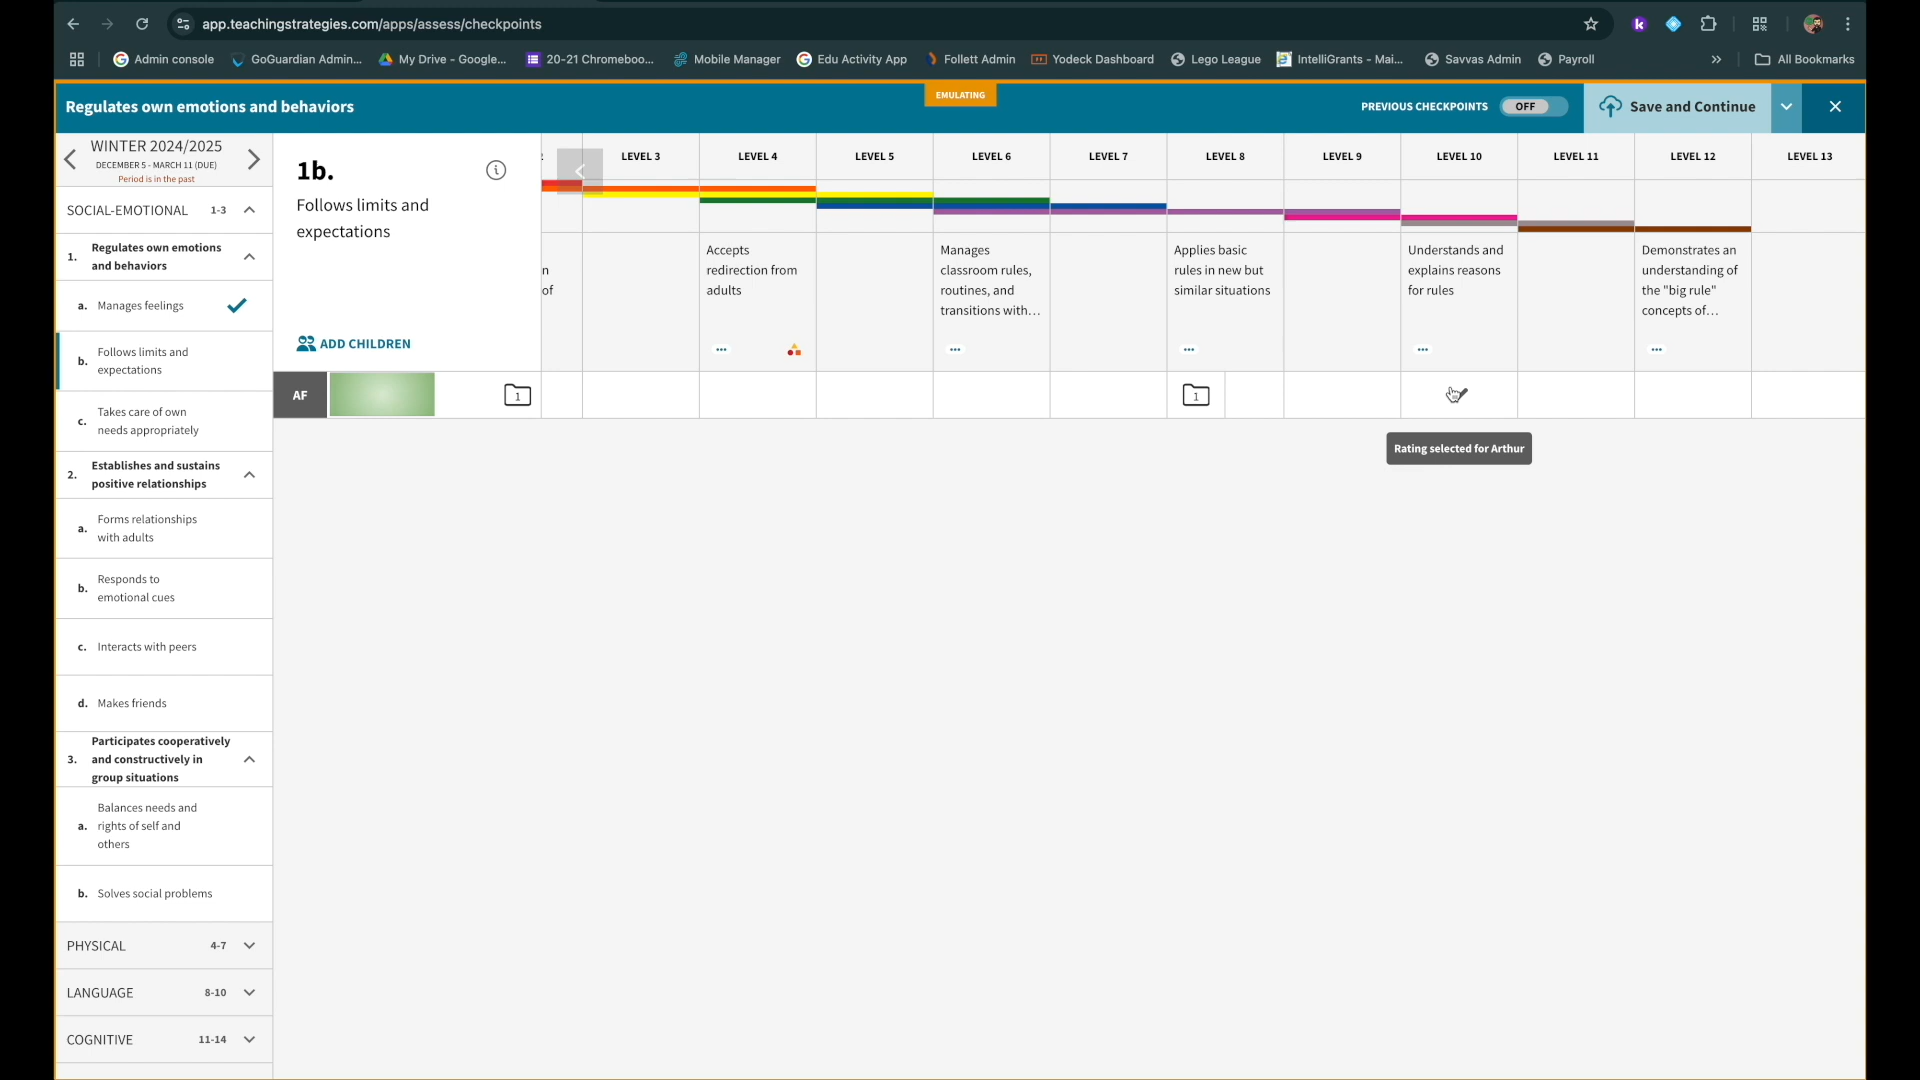 app.teachingstrategies.com/apps/assess/checkpoints
Admin console
GoGuardian Admin...
My Drive - Google...
20-21 Chromeboo...
Mobile Manager
Edu Activity App
Follett Admin
Yodeck Dashboard
Lego League
IntelliGrants - Mai...
Savvas Admin
Payroll
All Bookmarks
Regulates own emotions and behaviors
EMULATING
PREVIOUS CHECKPOINTS
OFF
Save and Continue
WINTER 2024/2025
DECEMBER 5 - MARCH 11 (DUE)
Period is in the past
SOCIAL-EMOTIONAL 1-3
1. Regulates own emotions
and behaviors
a. Manages feelings
b. Follows limits and
expectations
c. Takes care of own
needs appropriately
2. Establishes and sustains
positive relationships
a. Forms relationships
with adults
b. Responds to
emotional cues
c. Interacts with peers
d. Makes friends
3. Participates cooperatively
and constructively in
group situations
a. Balances needs and
rights of self and
others
b. Solves social problems
PHYSICAL 4-7
LANGUAGE 8-10
COGNITIVE 11-14
1b.
Follows limits and
expectations
ADD CHILDREN
LEVEL 3
LEVEL 4
LEVEL 5
LEVEL 6
LEVEL 7
LEVEL 8
LEVEL 9
LEVEL 10
LEVEL 11
LEVEL 12
LEVEL 13
n
of
Accepts
redirection from
adults
Manages
classroom rules,
routines, and
transitions with...
Applies basic
rules in new but
similar situations
Understands and
explains reasons
for rules
Demonstrates an
understanding of
the "big rule"
concepts of...
AF
1
1
Rating selected for Arthur